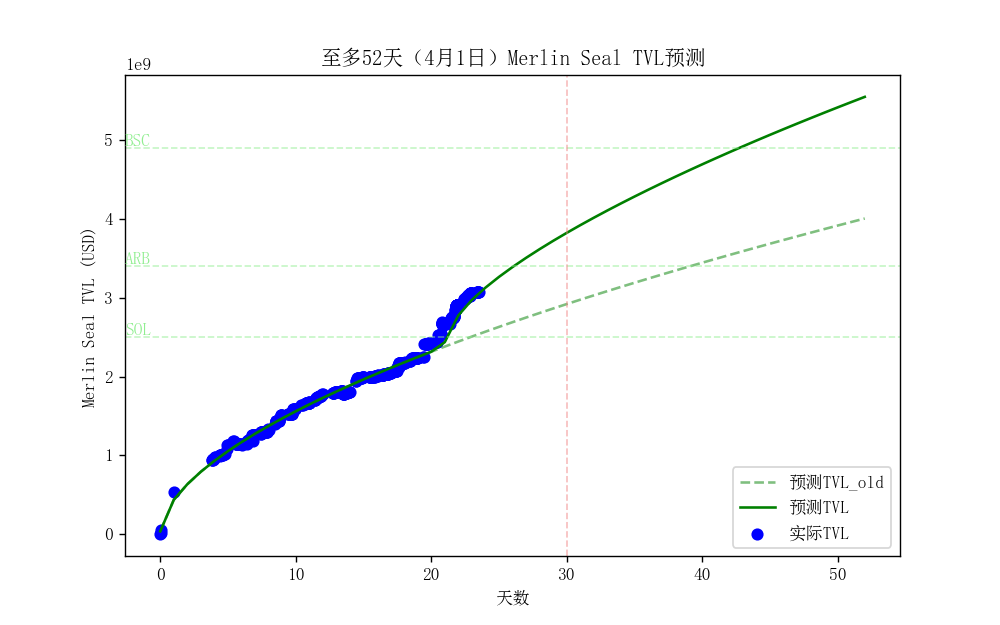 至多52天（4月1日）Merlin Seal TVL预测
1e9
Merlin Seal TVL (USD)
5
4
3
2
1
0
BSC
ARB
SOL
预测TVL_old
预测TVL
实际TVL
0 10 20 30 40 50
天数